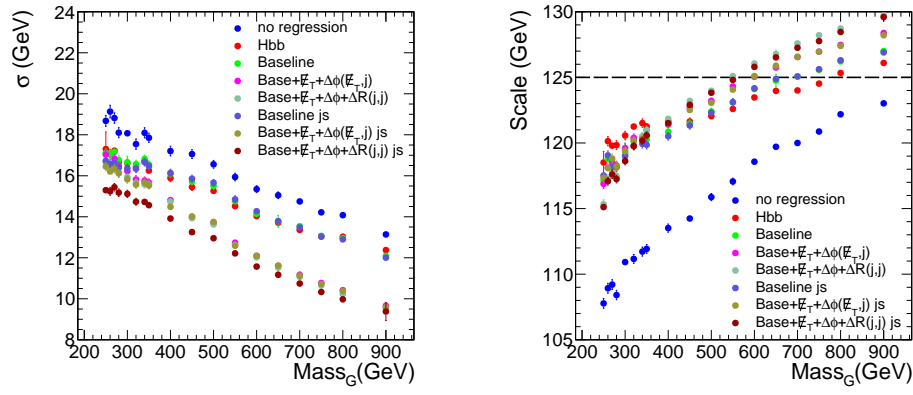 σ (GeV)
24
22
20
18
16
14
12
10
8
200 300 400 500 600 700 800 900
Mass_G(GeV)
no regression
Hbb
Baseline
Base+E̸_T+Δϕ(E̸_T,j)
Base+E̸_T+Δϕ+ΔR(j,j)
Baseline js
Base+E̸_T+Δϕ(E̸_T,j) js
Base+E̸_T+Δϕ+ΔR(j,j) js
Scale (GeV)
130
125
120
115
110
105
200 300 400 500 600 700 800 900
Mass_G(GeV)
no regression
Hbb
Baseline
Base+E̸_T+Δϕ(E̸_T,j)
Base+E̸_T+Δϕ+ΔR(j,j)
Baseline js
Base+E̸_T+Δϕ(E̸_T,j) js
Base+E̸_T+Δϕ+ΔR(j,j) js